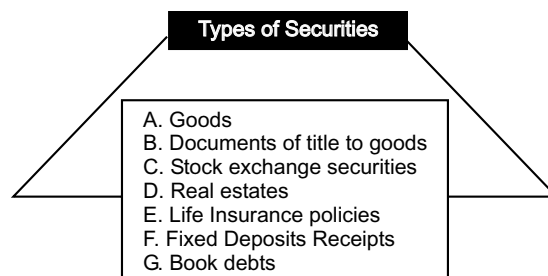 Types of Securities
A. Goods
B. Documents of title to goods
C. Stock exchange securities
D. Real estates
E. Life Insurance policies
F. Fixed Deposits Receipts
G. Book debts